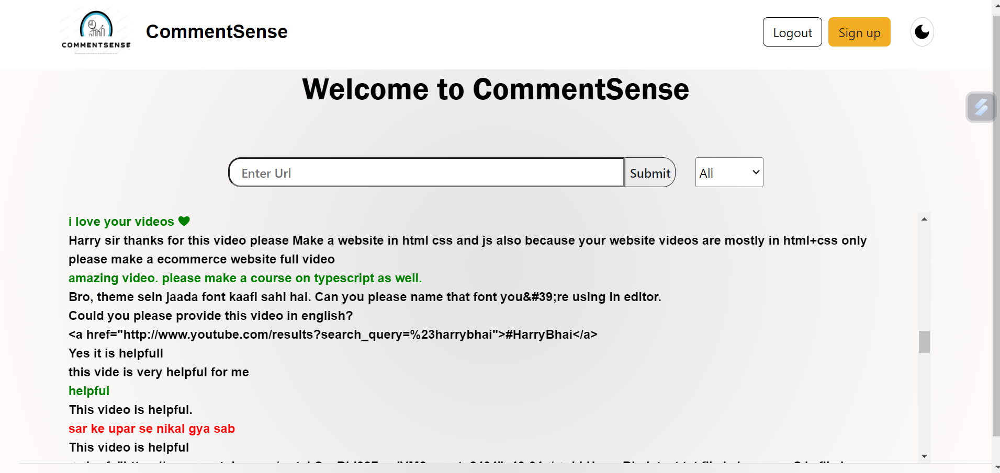 COMMENTSENSE
CommentSense
Logout
Sign up
Welcome to CommentSense
Enter Url
Submit
All
i love your videos ♥
Harry sir thanks for this video please Make a website in html css and js also because your website videos are mostly in html+css only
please make a ecommerce website full video
amazing video. please make a course on typescript as well.
Bro, theme sein jaada font kaafi sahi hai. Can you please name that font you&#39;re using in editor.
Could you please provide this video in english?
<a href="http://www.youtube.com/results?search_query=%23harrybhai">#HarryBhai</a>
Yes it is helpfull
this vide is very helpful for me
helpful
This video is helpful.
sar ke upar se nikal gya sab
This video is helpful